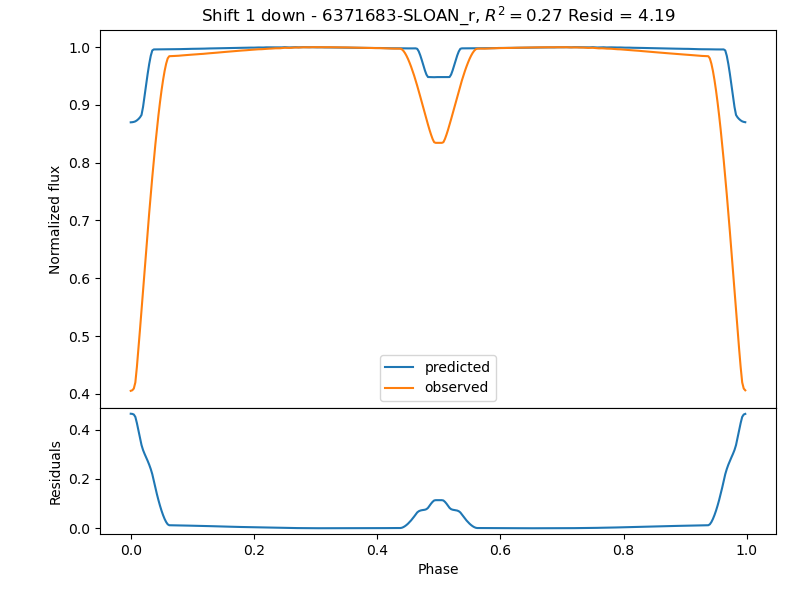 Shift 1 down - 6371683-SLOAN_r, R² = 0.27 Resid = 4.19
1.0
0.9
0.8
0.7
0.6
0.5
0.4
Normalized flux
predicted
observed
0.4
0.2
0.0
Residuals
0.0 0.2 0.4 0.6 0.8 1.0
Phase